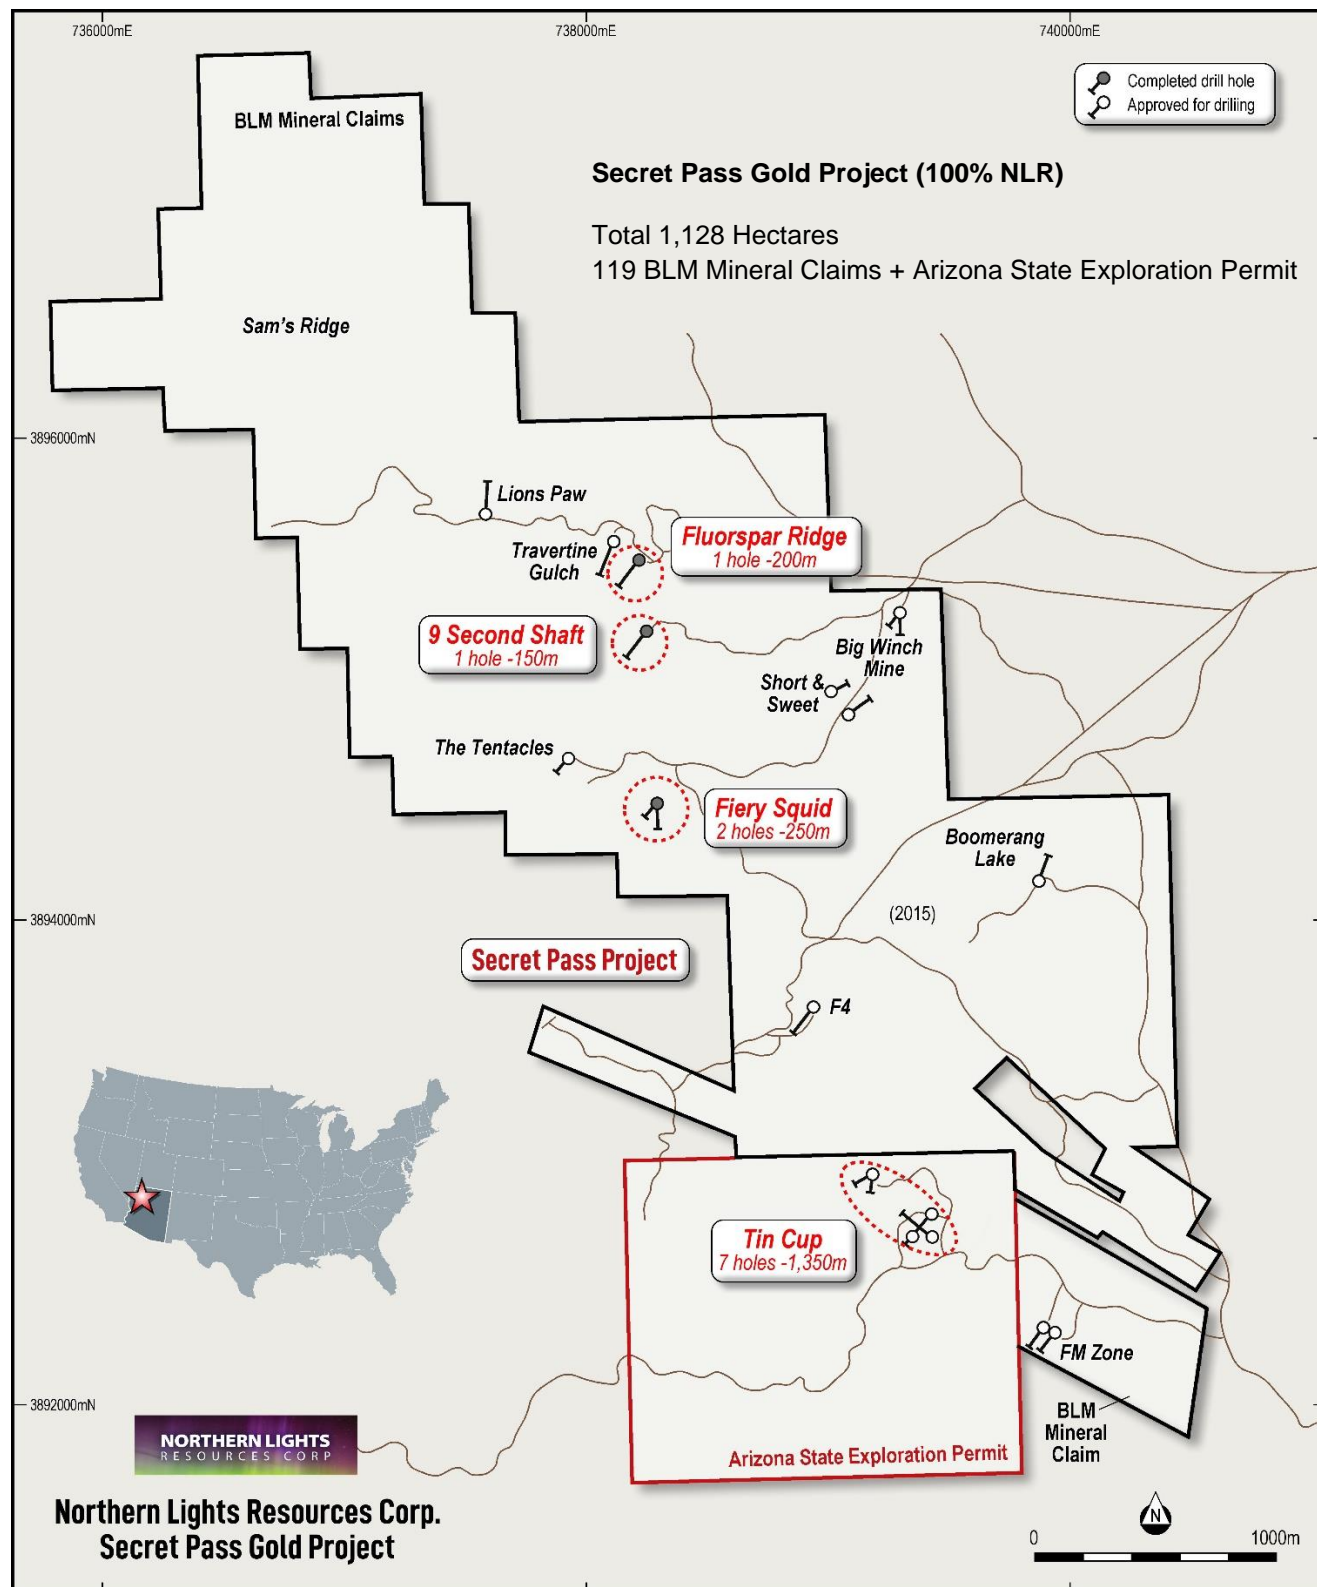 736000mE
738000mE
740000mE
Completed drill hole
Approved for drilling
BLM Mineral Claims
Secret Pass Gold Project (100% NLR)
Total 1,128 Hectares
119 BLM Mineral Claims + Arizona State Exploration Permit
Sam's Ridge
3896000mN
Lions Paw
Travertine
Gulch
Fluorspar Ridge
1 hole -200m
9 Second Shaft
1 hole -150m
Big Winch
Mine
Short &
Sweet
The Tentacles
Fiery Squid
2 holes -250m
Boomerang
Lake
3894000mN
(2015)
Secret Pass Project
F4
Tin Cup
7 holes -1,350m
FM Zone
3892000mN
BLM
Mineral
Claim
NORTHERN LIGHTS
RESOURCES CORP
Arizona State Exploration Permit
Northern Lights Resources Corp.
Secret Pass Gold Project
N
0
1000m